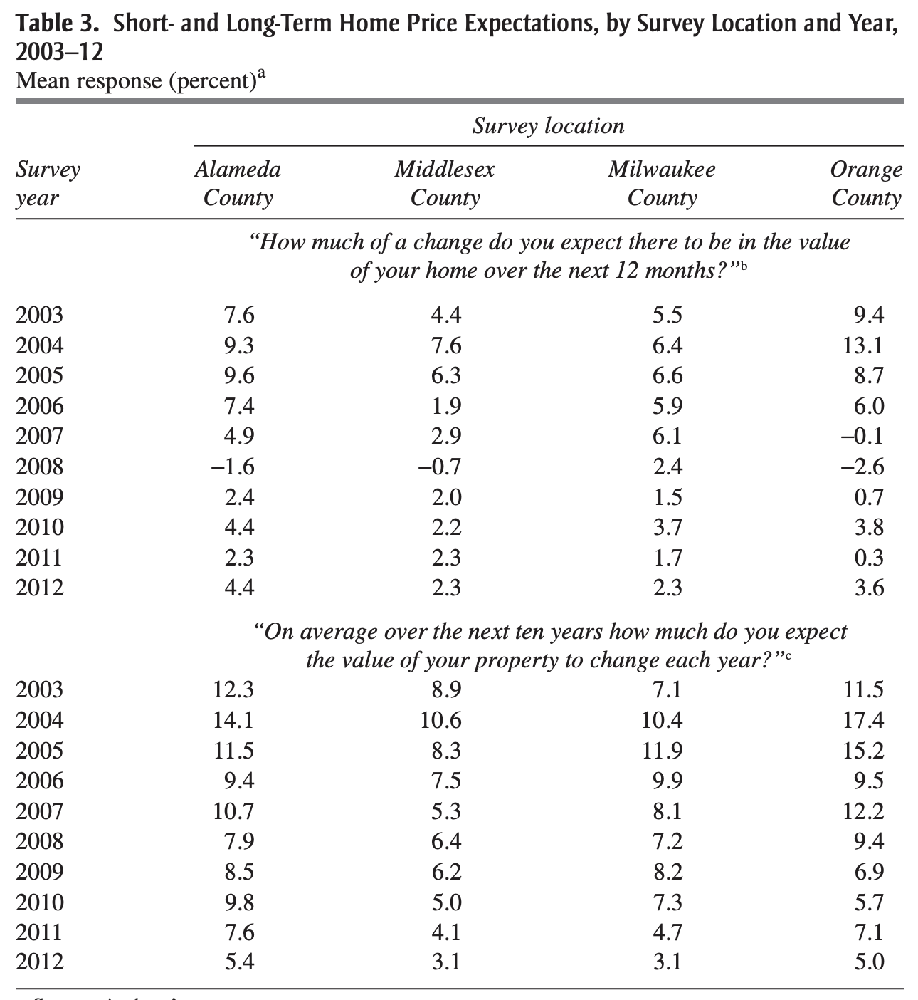 Table 3. Short- and Long-Term Home Price Expectations, by Survey Location and Year,
2003–12
Mean response (percent)a
Survey location
Survey year Alameda County Middlesex County Milwaukee County Orange County
“How much of a change do you expect there to be in the value
of your home over the next 12 months?”b
2003 7.6 4.4 5.5 9.4
2004 9.3 7.6 6.4 13.1
2005 9.6 6.3 6.6 8.7
2006 7.4 1.9 5.9 6.0
2007 4.9 2.9 6.1 –0.1
2008 –1.6 –0.7 2.4 –2.6
2009 2.4 2.0 1.5 0.7
2010 4.4 2.2 3.7 3.8
2011 2.3 2.3 1.7 0.3
2012 4.4 2.3 2.3 3.6
“On average over the next ten years how much do you expect
the value of your property to change each year?”c
2003 12.3 8.9 7.1 11.5
2004 14.1 10.6 10.4 17.4
2005 11.5 8.3 11.9 15.2
2006 9.4 7.5 9.9 9.5
2007 10.7 5.3 8.1 12.2
2008 7.9 6.4 7.2 9.4
2009 8.5 6.2 8.2 6.9
2010 9.8 5.0 7.3 5.7
2011 7.6 4.1 4.7 7.1
2012 5.4 3.1 3.1 5.0